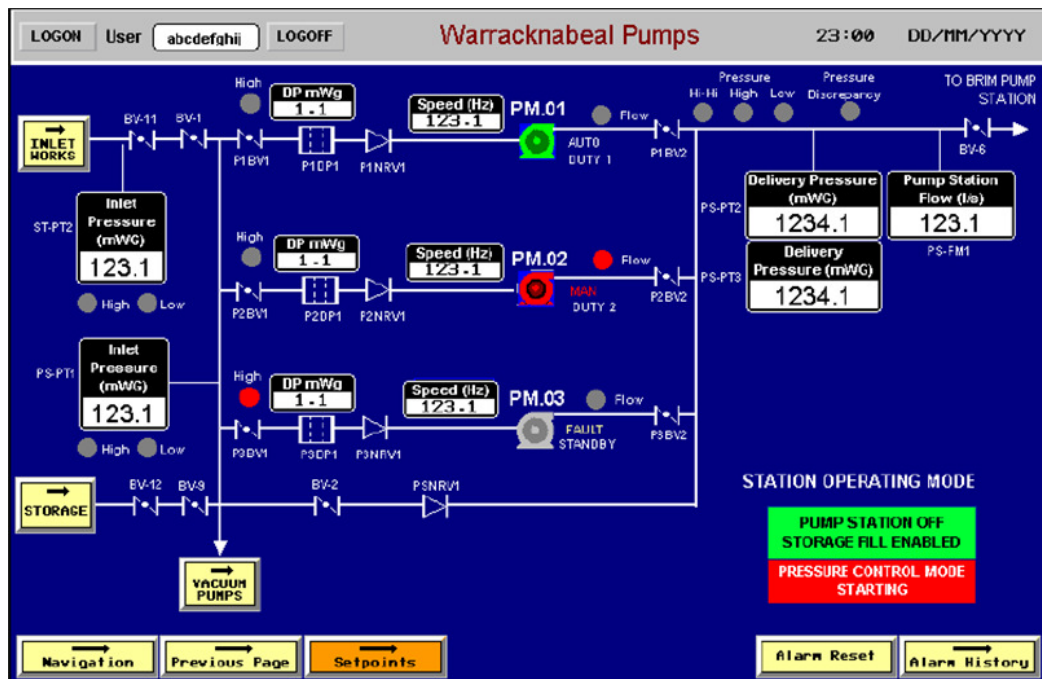 LOGON User abcdefghij LOGOFF Warracknabeal Pumps 23:00 DD/MM/YYYY
High
DP mWg
1.1
Speed (Hz)
123.1
PM.01
Flow
AUTO
DUTY 1
Pressure
Hi-Hi High Low
Pressure
Discrepancy
TO BRIM PUMP
STATION
INLET
WORKS
BV-11 BV-1
P1BV1 P1DP1 P1NRV1
P1BV2
BV-6
ST-PT2
Inlet
Pressure
(mWG)
123.1
High Low
PS-PT2
Delivery Pressure
(mWG)
1234.1
Pump Station
Flow (l/s)
123.1
PS-FM1
PS-PT3
Delivery
Pressure (mWG)
1234.1
High
DP mWg
1.1
Speed (Hz)
123.1
PM.02
Flow
MAN
DUTY 2
P2BV1 P2DP1 P2NRV1
P2BV2
PS-PT1
Inlet
Pressure
(mWG)
123.1
High Low
High
DP mWg
1.1
Speed (Hz)
123.1
PM.03
Flow
FAULT
STANDBY
P3BV1 P3DP1 P3NRV1
P3BV2
STORAGE
BV-12 BV-9 BV-2 PSNRV1
VACUUM
PUMPS
STATION OPERATING MODE
PUMP STATION OFF
STORAGE FILL ENABLED
PRESSURE CONTROL MODE
STARTING
Navigation Previous Page Setpoints Alarm Reset Alarm History